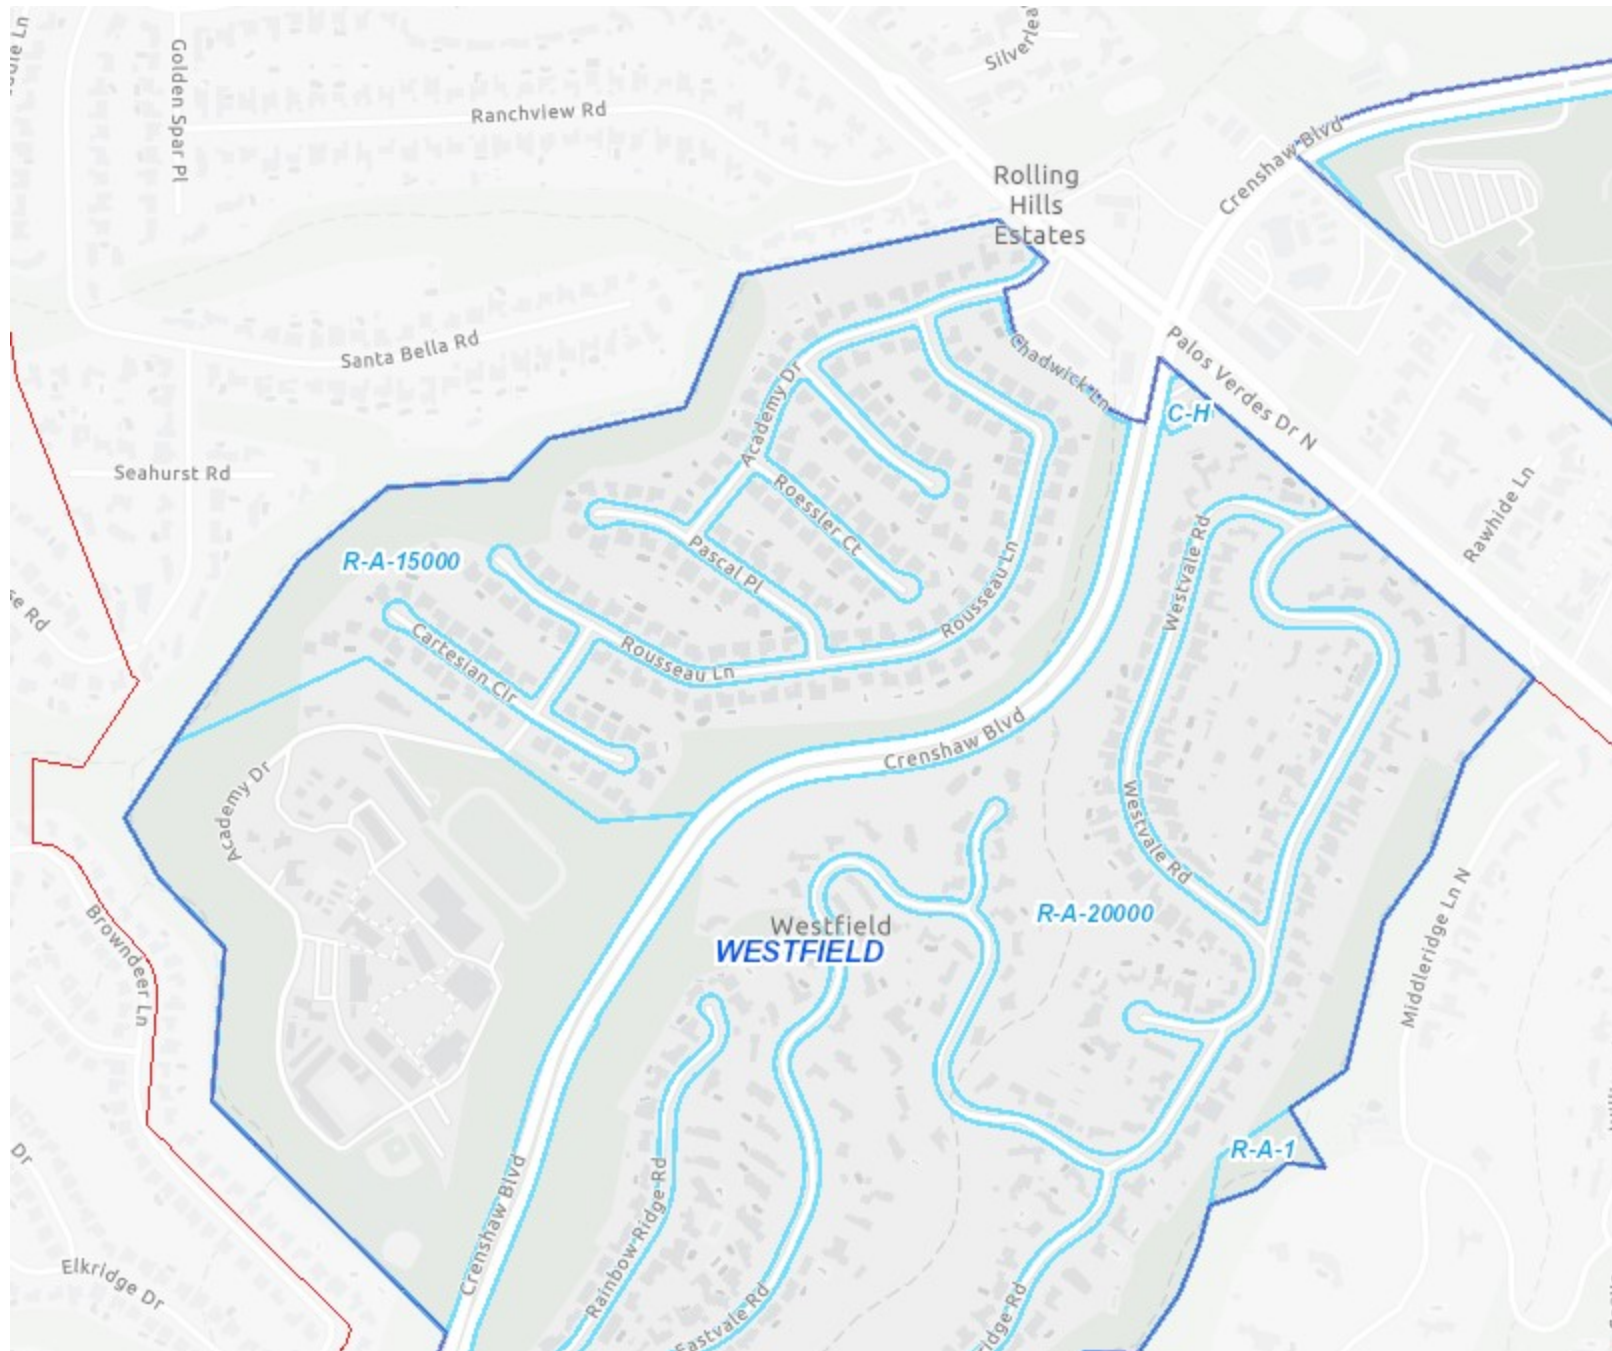 Golden Spar Pl
Ranchview Rd
Crenshaw Blvd
Rolling
Hills
Estates
Santa Bella Rd
Chadwick Ln
Palos Verdes Dr N
Academy Dr
C-H
Seahurst Rd
Roessler Ct
Rawhide Ln
Westvale Rd
R-A-15000
Pascal Pl
Rousseau Ln
Cartesian Cir
Rousseau Ln
Crenshaw Blvd
Academy Dr
Westvale Rd
R-A-20000
Westfield
WESTFIELD
Browndeer Ln
Middleridge Ln N
R-A-1
Dr
Crenshaw Blvd
Rainbow Ridge Rd
Elkridge Dr
Eastvale Rd
Rd